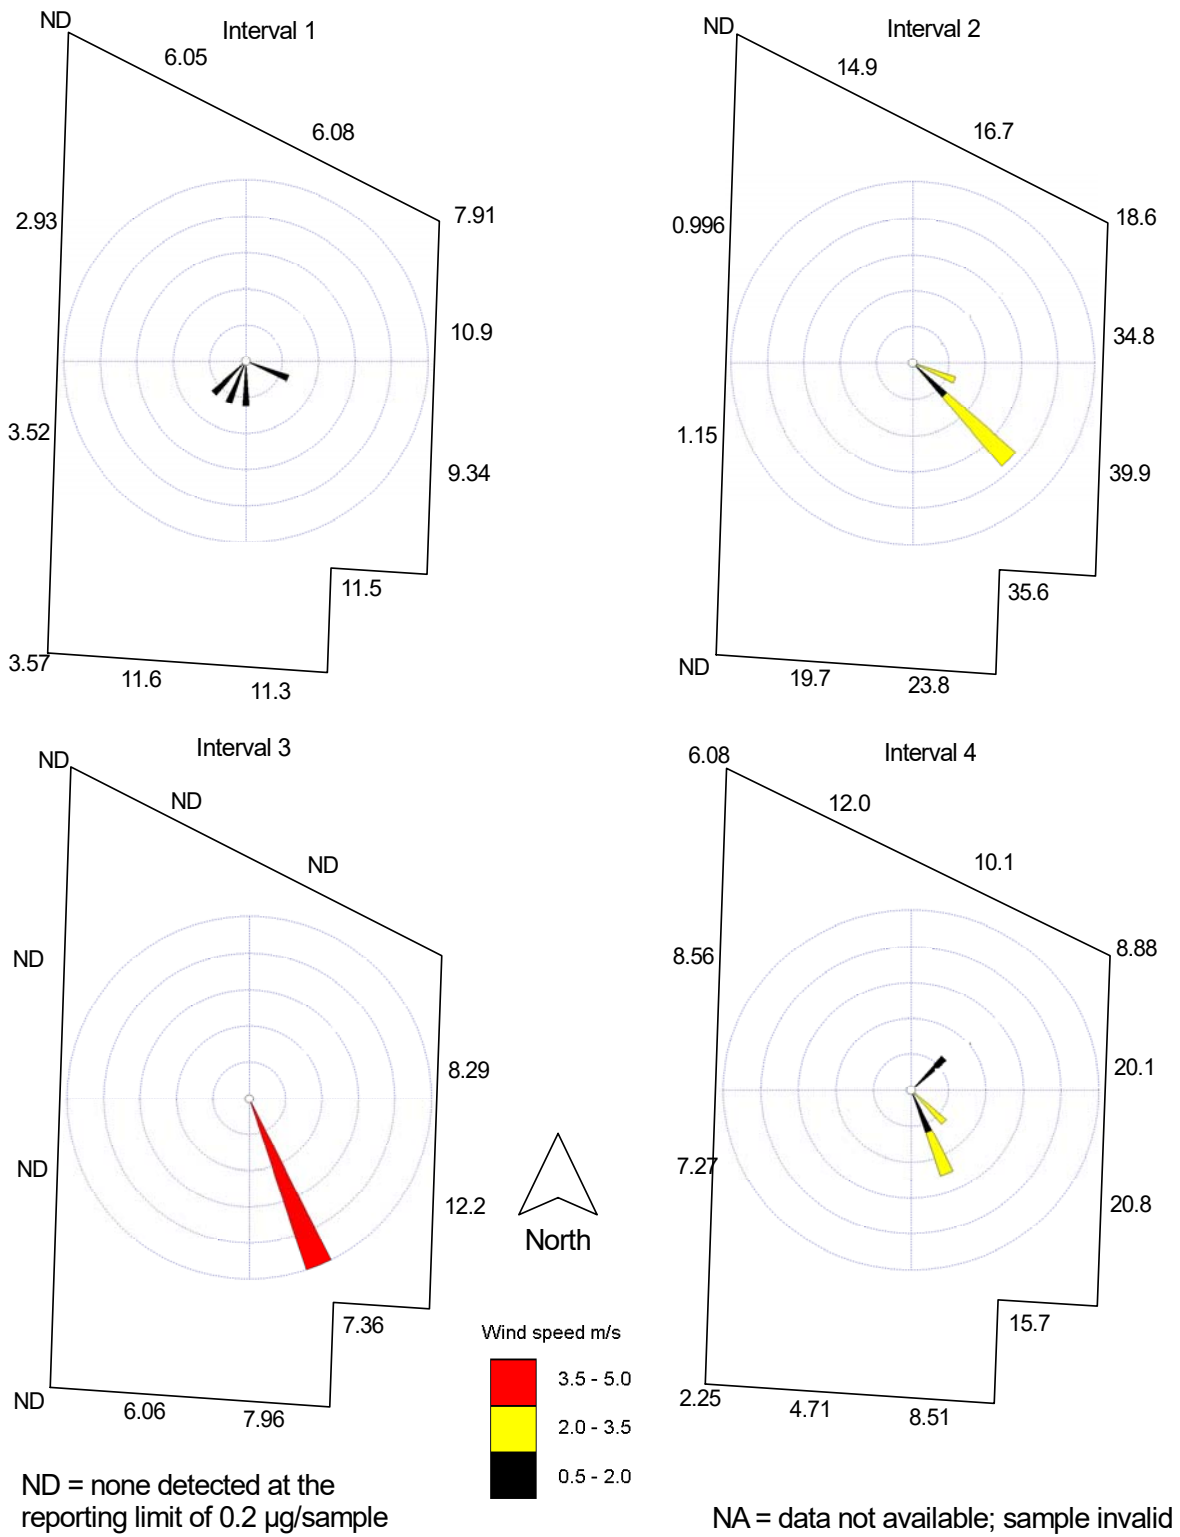 ND
Interval 1
6.05
6.08
2.93
7.91
10.9
3.52
9.34
11.5
3.57
11.6
11.3
ND
Interval 2
14.9
16.7
0.996
18.6
34.8
1.15
39.9
35.6
ND
19.7
23.8
ND
Interval 3
ND
ND
ND
8.29
ND
12.2
7.36
ND
6.06
7.96
6.08
Interval 4
12.0
10.1
8.56
8.88
20.1
7.27
20.8
15.7
2.25
4.71
8.51
North
Wind speed m/s
3.5 - 5.0
2.0 - 3.5
0.5 - 2.0
ND = none detected at the
reporting limit of 0.2 µg/sample
NA = data not available; sample invalid